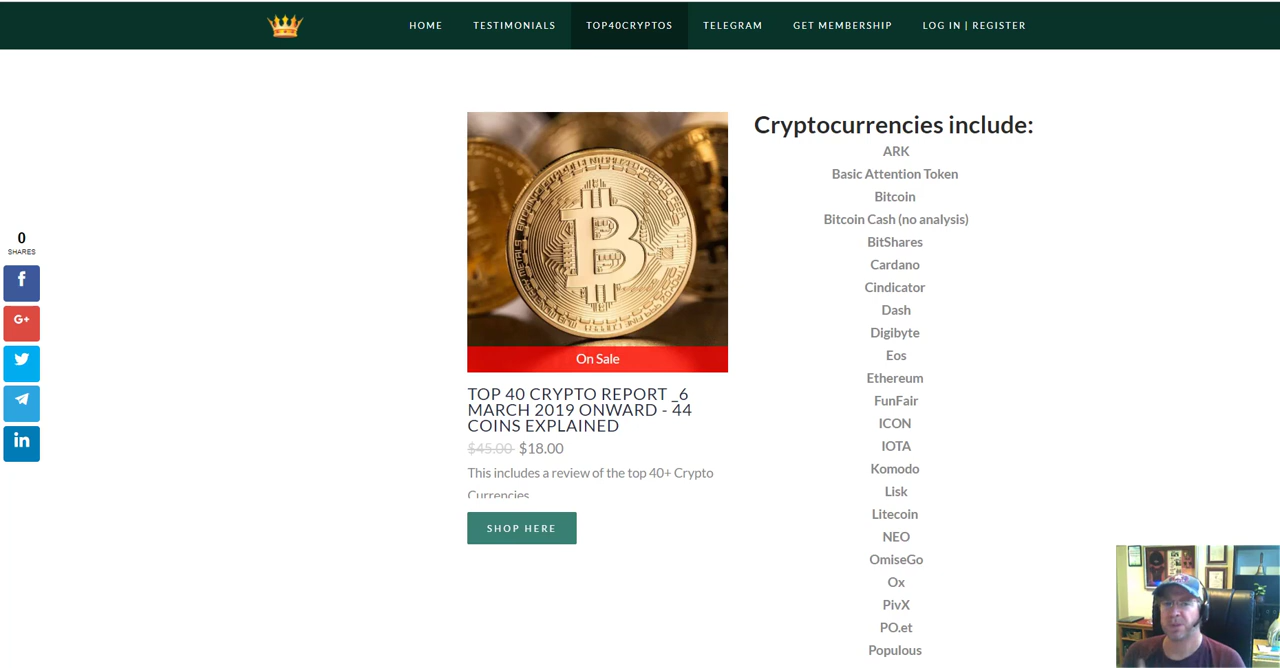 HOME
TESTIMONIALS
TOP40CRYPTOS
TELEGRAM
GET MEMBERSHIP
LOG IN | REGISTER
0
SHARES
f
G+
in
On Sale
TOP 40 CRYPTO REPORT _6
MARCH 2019 ONWARD - 44
COINS EXPLAINED
$45.00 $18.00
This includes a review of the top 40+ Crypto
Currencies
SHOP HERE
Cryptocurrencies include:
ARK
Basic Attention Token
Bitcoin
Bitcoin Cash (no analysis)
BitShares
Cardano
Cindicator
Dash
Digibyte
Eos
Ethereum
FunFair
ICON
IOTA
Komodo
Lisk
Litecoin
NEO
OmiseGo
Ox
PivX
PO.et
Populous